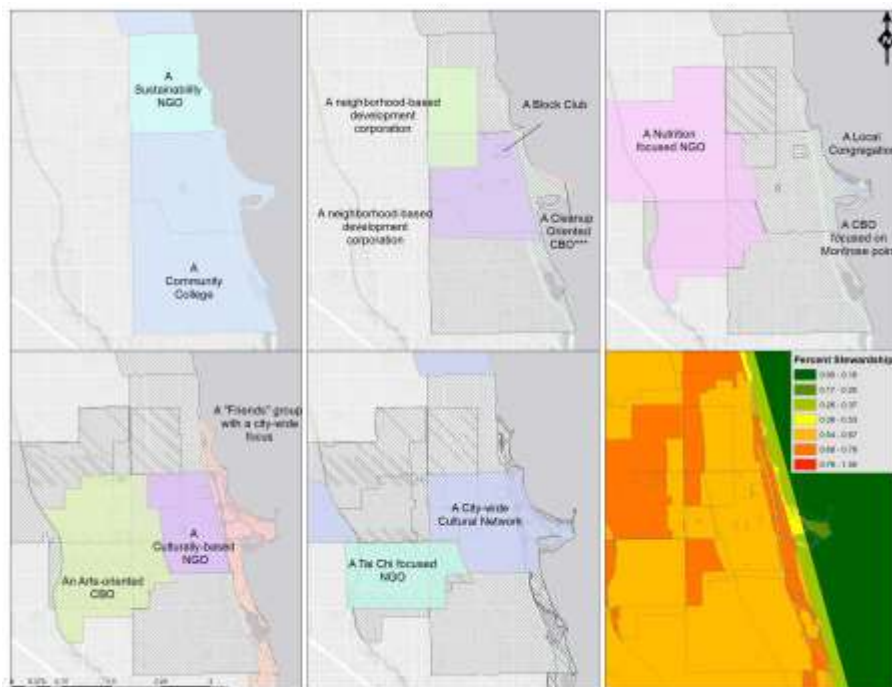 A
Sustainability
NGO
A
Community
College
A neighborhood-based
development
corporation
A Block Club
A neighborhood-based
development
corporation
A Cleanup
Oriented
CBO***
N
A Nutrition
focused NGO
A Local
Congregation
A CBO
focused on
Montrose point
A "Friends" group
with a city-wide
focus
A
Culturally-based
NGO
An Arts-oriented
CBO
A City-wide
Cultural Network
A Tai Chi focused
NGO
Percent Stewardship